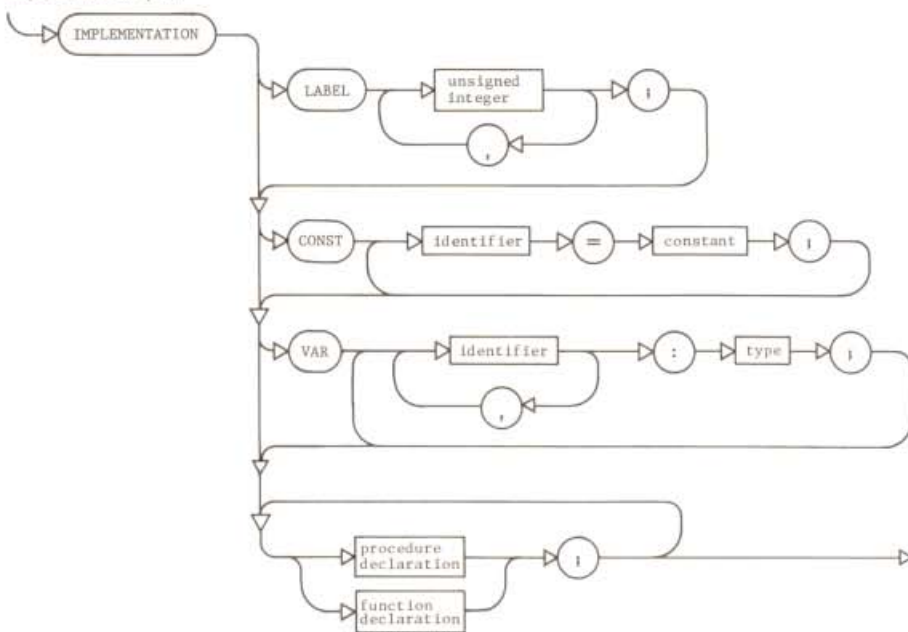 IMPLEMENTATION
LABEL
unsigned
integer
;
,
CONST
identifier
=
constant
;
VAR
identifier
:
type
;
,
procedure
declaration
;
function
declaration